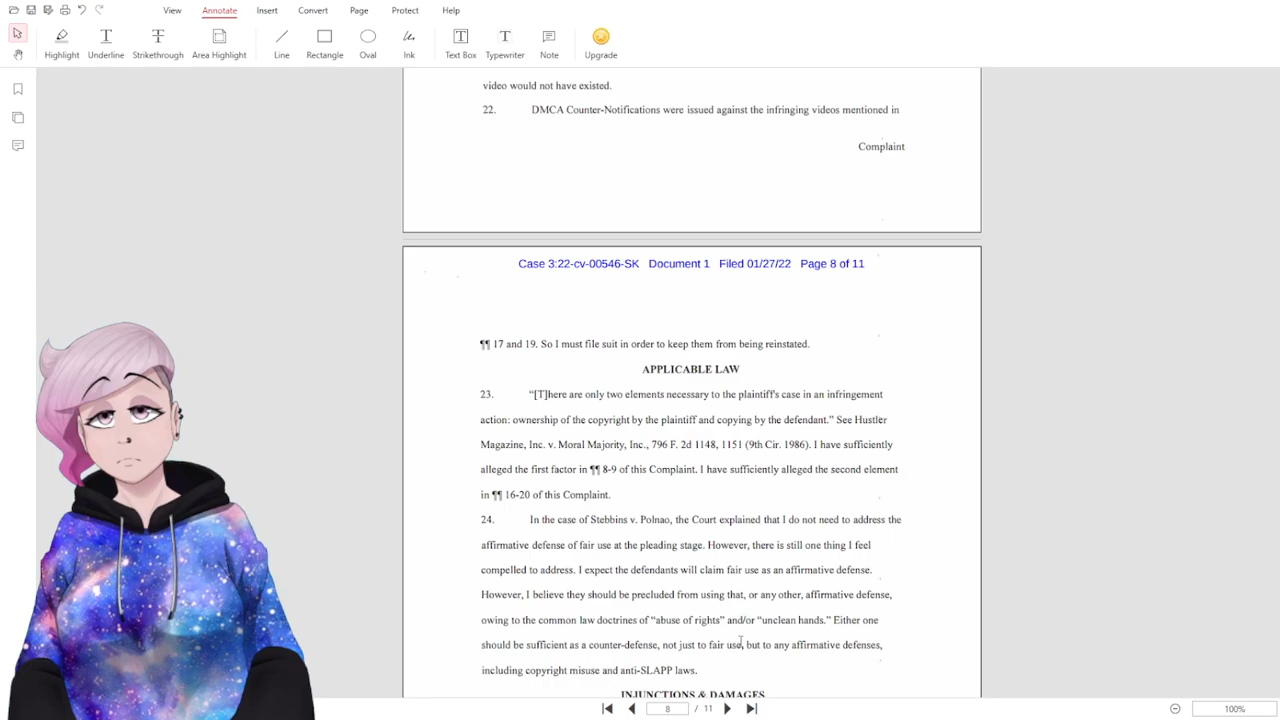 View Annotate Insert Convert Page Protect Help
Highlight Underline Strikethrough Area Highlight Line Rectangle Oval Ink Text Box Typewriter Note Upgrade
video would not have existed.
22. DMCA Counter-Notifications were issued against the infringing videos mentioned in
Complaint
Case 3:22-cv-00546-SK Document 1 Filed 01/27/22 Page 8 of 11
¶¶ 17 and 19. So I must file suit in order to keep them from being reinstated.
APPLICABLE LAW
23. “[T]here are only two elements necessary to the plaintiff's case in an infringement
action: ownership of the copyright by the plaintiff and copying by the defendant.” See Hustler
Magazine, Inc. v. Moral Majority, Inc., 796 F. 2d 1148, 1151 (9th Cir. 1986). I have sufficiently
alleged the first factor in ¶¶ 8-9 of this Complaint. I have sufficiently alleged the second element
in ¶¶ 16-20 of this Complaint.
24. In the case of Stebbins v. Polnao, the Court explained that I do not need to address the
affirmative defense of fair use at the pleading stage. However, there is still one thing I feel
compelled to address. I expect the defendants will claim fair use as an affirmative defense.
However, I believe they should be precluded from using that, or any other, affirmative defense,
owing to the common law doctrines of “abuse of rights” and/or “unclean hands.” Either one
should be sufficient as a counter-defense, not just to fair use, but to any affirmative defenses,
including copyright misuse and anti-SLAPP laws.
INJUNCTIONS & DAMAGES
8 / 11 100%